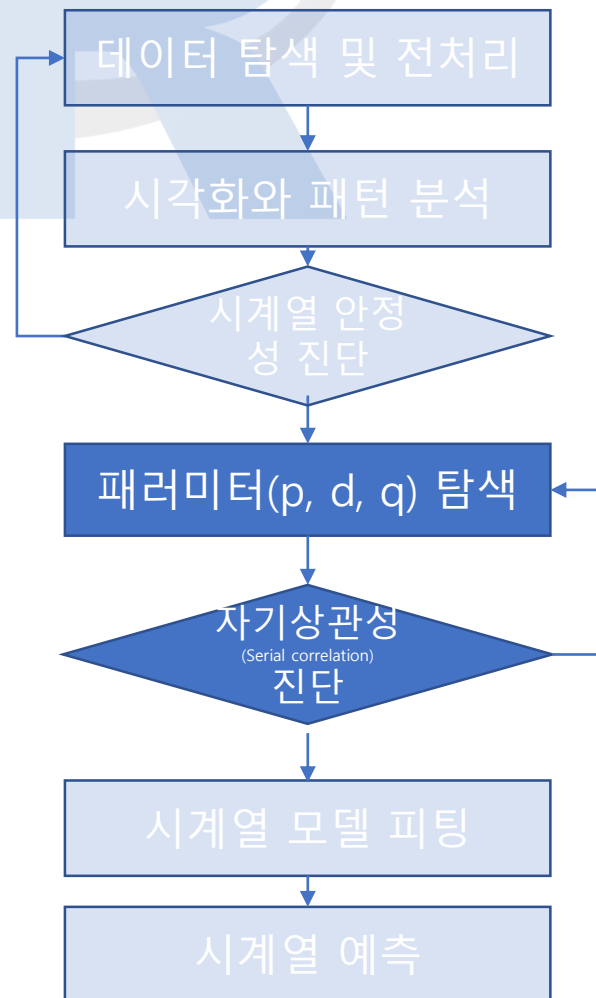 데이터 탐색 및 전처리
시각화와 패턴 분석
시계열 안정
성 진단
패러미터(p, d, q) 탐색
자기상관성
(Serial correlation)
진단
시계열 모델 피팅
시계열 예측